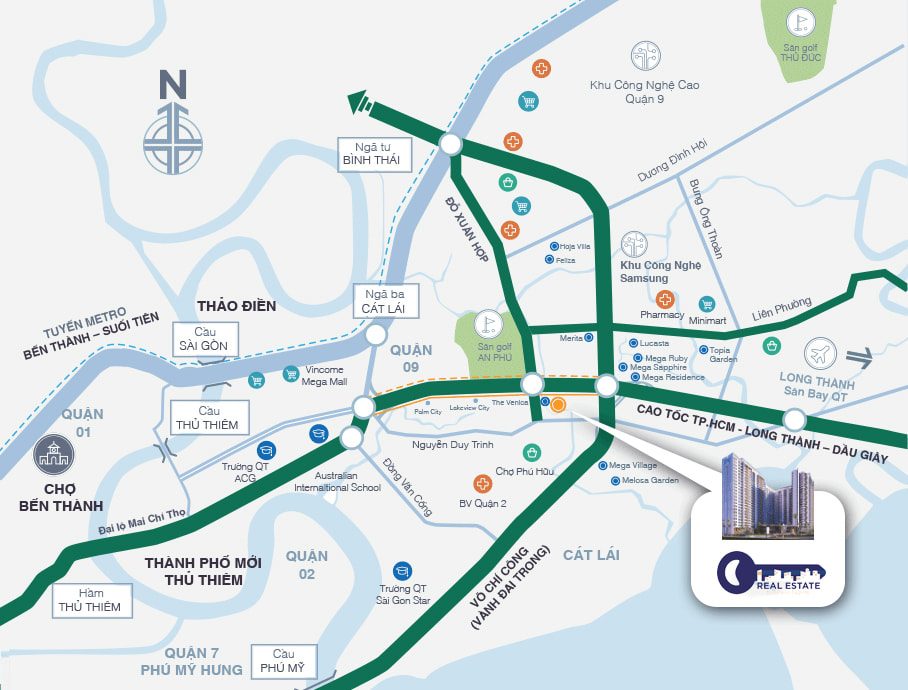 Sân golf
THỦ ĐỨC
Khu Công Nghệ Cao
Quận 9
N
Ngã tư
BÌNH THÁI
Dương Đình Hội
Bưng Ông Thoàn
ĐỖ XUÂN HỢP
Hoja Villa
Feliza
Khu Công Nghệ
Samsung
Ngã ba
CÁT LÁI
THẢO ĐIỀN
Pharmacy
Minimart
Liên Phường
TUYẾN METRO
BẾN THÀNH – SUỐI TIÊN
Cầu
SÀI GÒN
Sân golf
AN PHÚ
QUẬN
09
Merita
Lucasta
Topia
Garden
Mega Ruby
Mega Sapphire
Mega Residence
LONG THÀNH
Sân Bay QT
Vincome
Mega Mall
QUẬN
01
Cầu
THỦ THIÊM
Palm City
Lakeview City
The Venica
CAO TỐC TP.HCM - LONG THÀNH – DẦU GIÂY
Nguyễn Duy Trinh
CHỢ
BẾN THÀNH
Trường QT
ACG
Australian
Internaltional School
Đồng Văn Cống
Chợ Phú Hữu
Mega Village
Melosa Garden
BV Quận 2
Đại lộ Mai Chí Thọ
THÀNH PHỐ MỚI
THỦ THIÊM
QUẬN
02
CÁT LÁI
VÕ CHÍ CÔNG
(VÀNH ĐAI TRONG)
REAL ESTATE
Trường QT
Sài Gon Star
Hầm
THỦ THIÊM
QUẬN 7
PHÚ MỸ HƯNG
Cầu
PHÚ MỸ